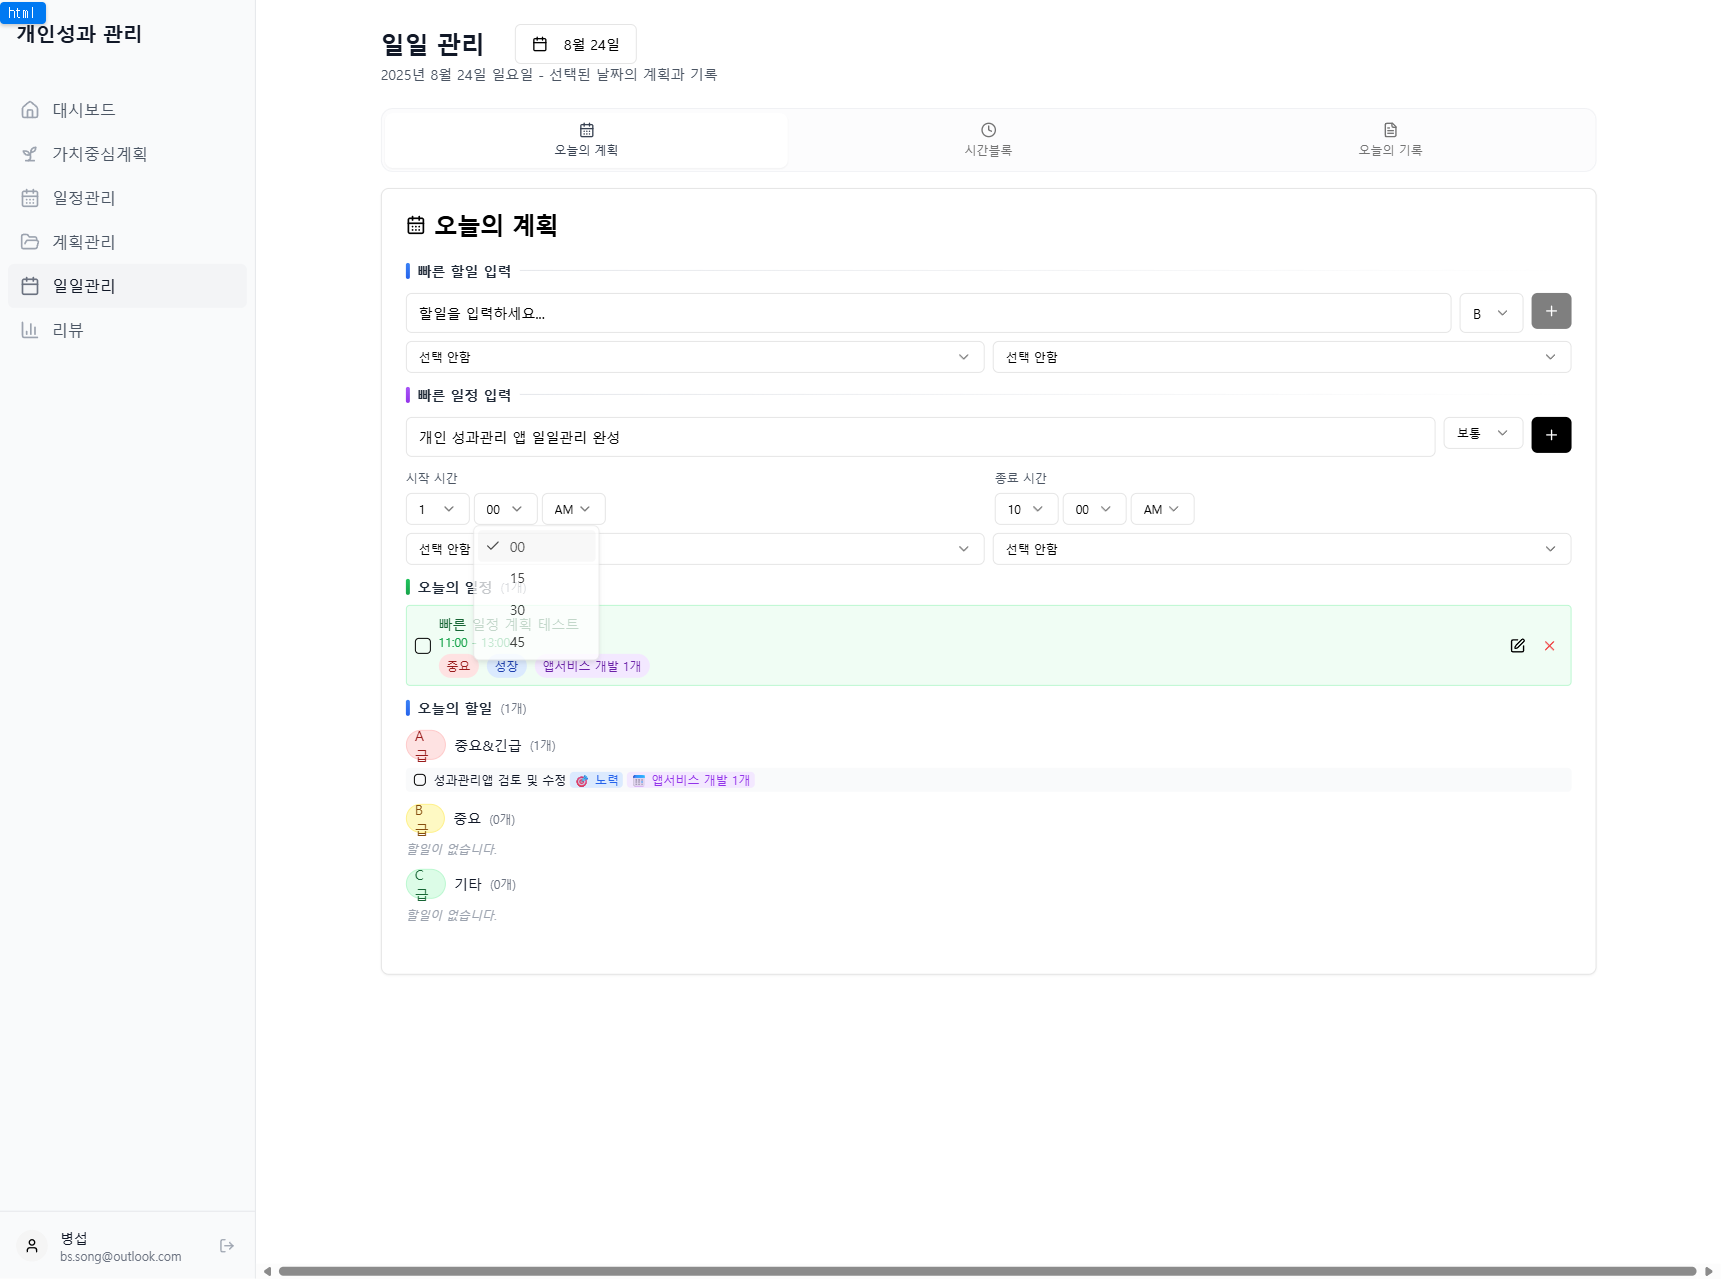 html
개인성과 관리
대시보드
가치중심계획
일정관리
계획관리
일일관리
리뷰
병섭
bs.song@outlook.com
일일 관리
8월 24일
2025년 8월 24일 일요일 - 선택된 날짜의 계획과 기록
오늘의 계획
시간블록
오늘의 기록
오늘의 계획
빠른 할일 입력
할일을 입력하세요...
B
선택 안함
선택 안함
빠른 일정 입력
개인 성과관리 앱 일일관리 완성
보통
시작 시간
종료 시간
1
00
AM
10
00
AM
선택 안함
선택 안함
00
15
30
45
오늘의 일정 (1개)
빠른 일정 계획 테스트
11:00 - 13:00
중요
성장
앱서비스 개발 1개
오늘의 할일 (1개)
A급
중요&긴급 (1개)
성과관리앱 검토 및 수정 노력 앱서비스 개발 1개
B급
중요 (0개)
할일이 없습니다.
C급
기타 (0개)
할일이 없습니다.